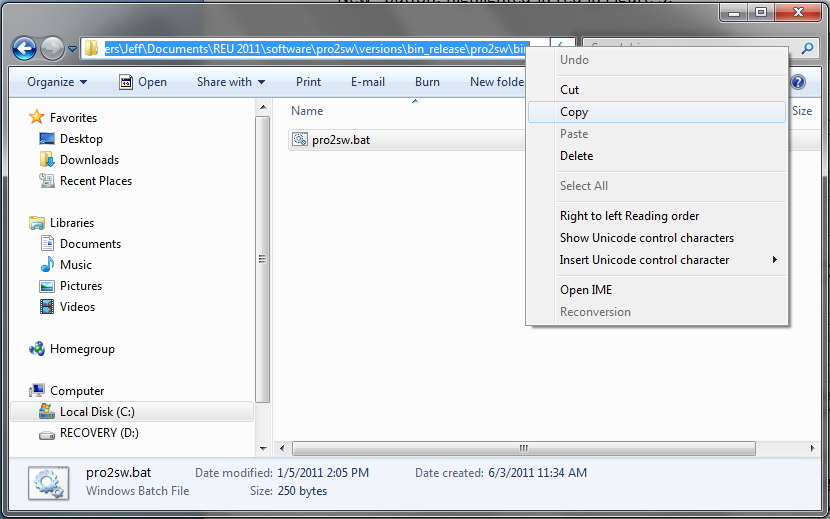 ers\Jeff\Documents\REU 2011\software\pro2sw\versions\bin_release\pro2sw\bin
Organize Open Share with Print E-mail Burn New folde
Undo
Cut
Copy
Paste
Delete
Select All
Right to left Reading order
Show Unicode control characters
Insert Unicode control character
Open IME
Reconversion
Favorites
Desktop
Downloads
Recent Places
Libraries
Documents
Music
Pictures
Videos
Homegroup
Computer
Local Disk (C:)
RECOVERY (D:)
Name Size
pro2sw.bat
pro2sw.bat Date modified: 1/5/2011 2:05 PM Date created: 6/3/2011 11:34 AM
Windows Batch File Size: 250 bytes